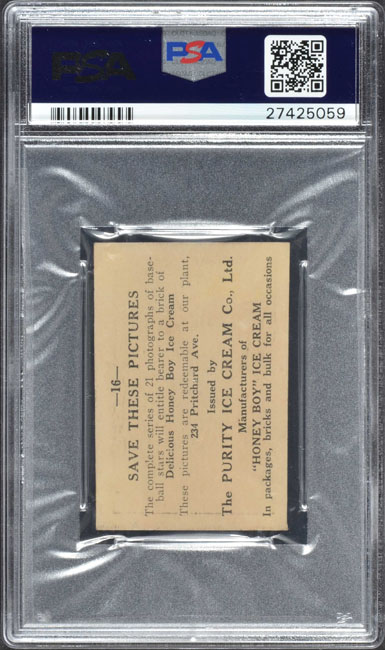 PSA
PSA
27425059
—16—
SAVE THESE PICTURES
The complete series of 21 photographs of base-
ball stars will entitle bearer to a brick of
Delicious Honey Boy Ice Cream
These pictures are redeemable at our plant,
234 Pritchard Ave.
Issued by
The PURITY ICE CREAM Co., Ltd.
Manufacturers of
"HONEY BOY" ICE CREAM
In packages, bricks and bulk for all occasions